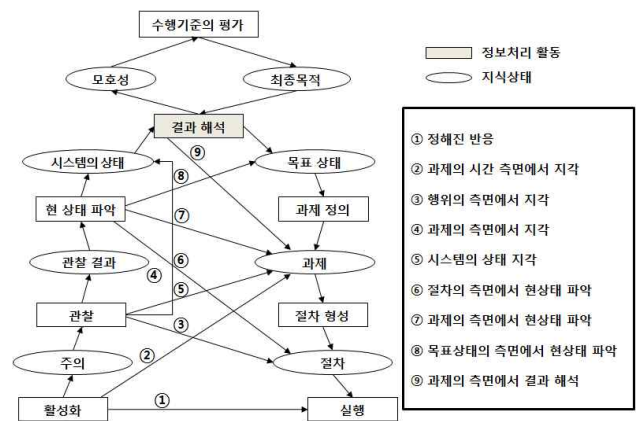 수행기준의 평가
정보처리 활동
지식상태
모호성
최종목적
결과 해석
⑨
시스템의 상태
목표 상태
⑧
현 상태 파악
과제 정의
⑦
관찰 결과
④
⑥
과제
⑤
관찰
절차 형성
③
주의
②
절차
①
활성화
실행
① 정해진 반응
② 과제의 시간 측면에서 지각
③ 행위의 측면에서 지각
④ 과제의 측면에서 지각
⑤ 시스템의 상태 지각
⑥ 절차의 측면에서 현상태 파악
⑦ 과제의 측면에서 현상태 파악
⑧ 목표상태의 측면에서 현상태 파악
⑨ 과제의 측면에서 결과 해석